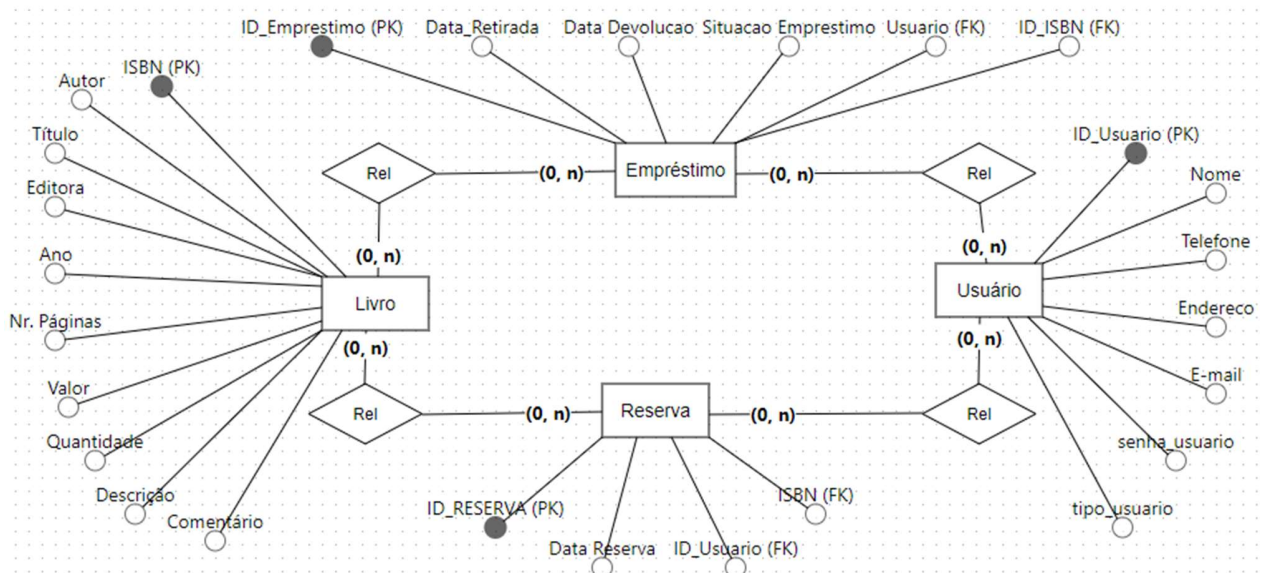 ID_Emprestimo (PK)
Data_Retirada
Data Devolucao
Situacao Emprestimo
Usuario (FK)
ID_ISBN (FK)
ISBN (PK)
Autor
Título
Editora
Ano
Nr. Páginas
Valor
Quantidade
Descrição
Comentário
Rel
(0, n)
Empréstimo
(0, n)
Rel
ID_Usuario (PK)
Nome
Telefone
Endereco
E-mail
senha_usuario
tipo_usuario
(0, n)
Livro
(0, n)
(0, n)
Usuário
(0, n)
Rel
(0, n)
Reserva
(0, n)
Rel
ID_RESERVA (PK)
Data Reserva
ID_Usuario (FK)
ISBN (FK)